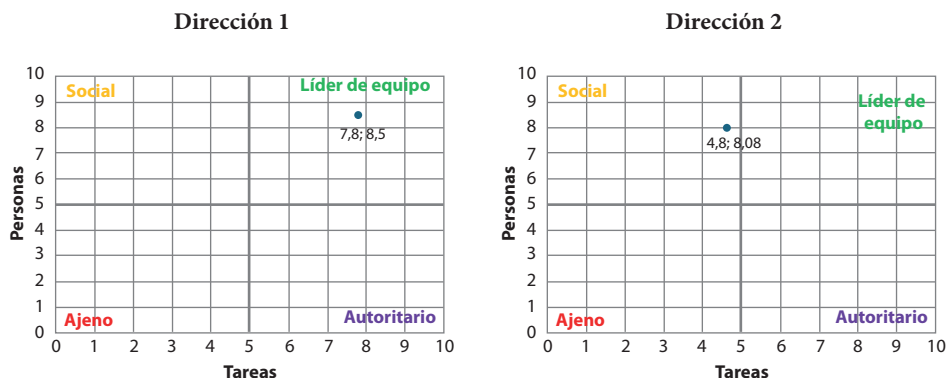 Dirección 1
10
9
8
7
6
5
4
3
2
1
0
Personas
Social
Líder de equipo
7,8; 8,5
Ajeno
Autoritario
0 1 2 3 4 5 6 7 8 9 10
Tareas
Dirección 2
10
9
8
7
6
5
4
3
2
1
0
Personas
Social
Líder de
equipo
4,8; 8,08
Ajeno
Autoritario
0 1 2 3 4 5 6 7 8 9 10
Tareas